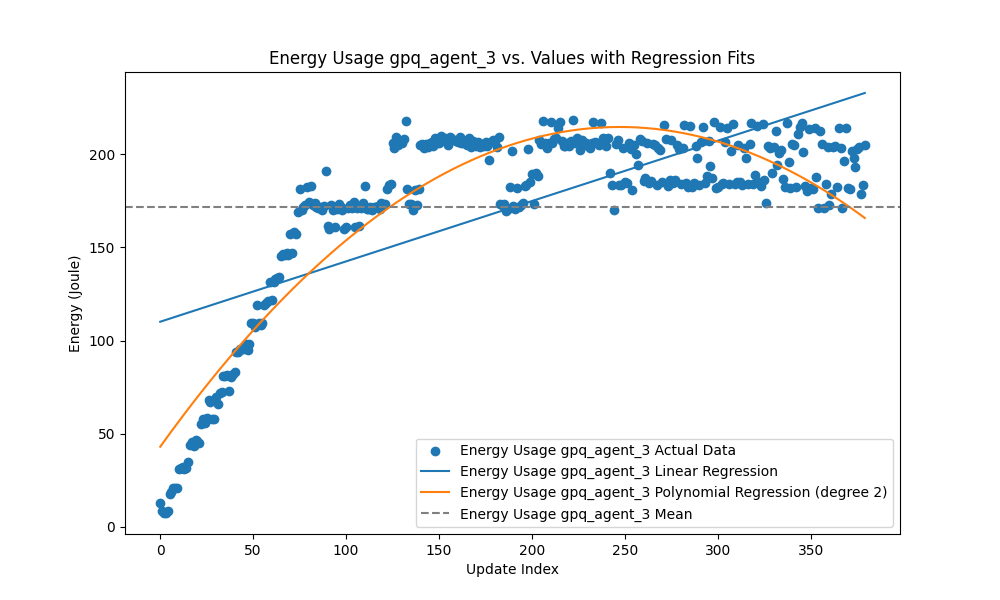 Energy Usage gpq_agent_3 vs. Values with Regression Fits
Energy (Joule)
200
150
100
50
0
0 50 100 150 200 250 300 350
Update Index
Energy Usage gpq_agent_3 Actual Data
Energy Usage gpq_agent_3 Linear Regression
Energy Usage gpq_agent_3 Polynomial Regression (degree 2)
Energy Usage gpq_agent_3 Mean